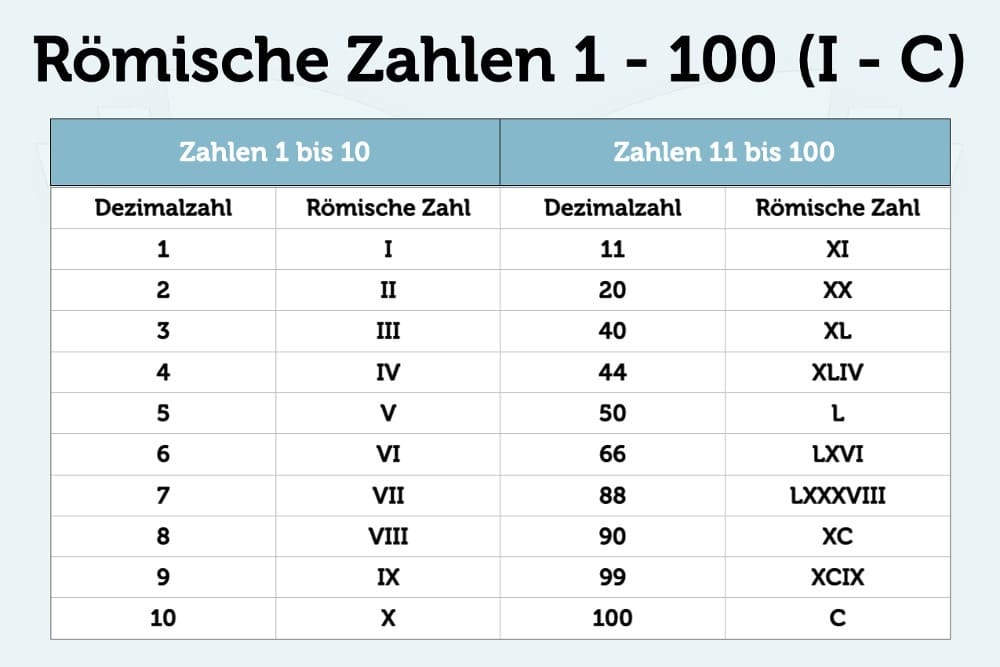 Römische Zahlen 1 - 100 (I - C)
Zahlen 1 bis 10 Zahlen 11 bis 100
Dezimalzahl Römische Zahl Dezimalzahl Römische Zahl
1 I 11 XI
2 II 20 XX
3 III 40 XL
4 IV 44 XLIV
5 V 50 L
6 VI 66 LXVI
7 VII 88 LXXXVIII
8 VIII 90 XC
9 IX 99 XCIX
10 X 100 C